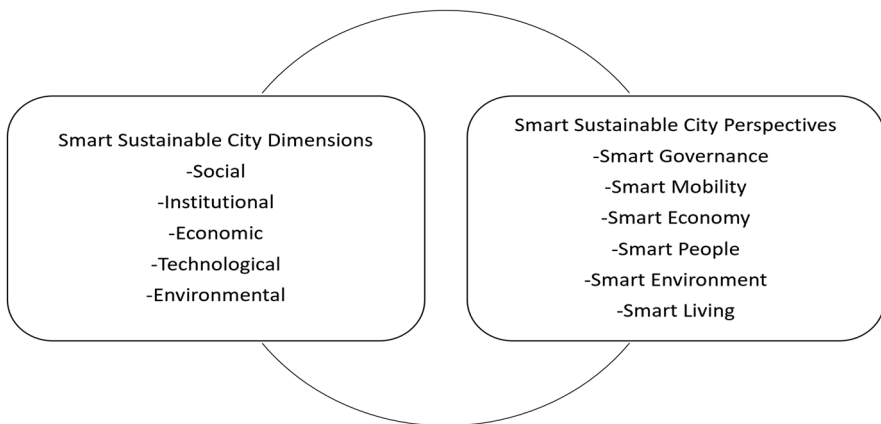 Smart Sustainable City Dimensions
-Social
-Institutional
-Economic
-Technological
-Environmental
Smart Sustainable City Perspectives
-Smart Governance
-Smart Mobility
-Smart Economy
-Smart People
-Smart Environment
-Smart Living